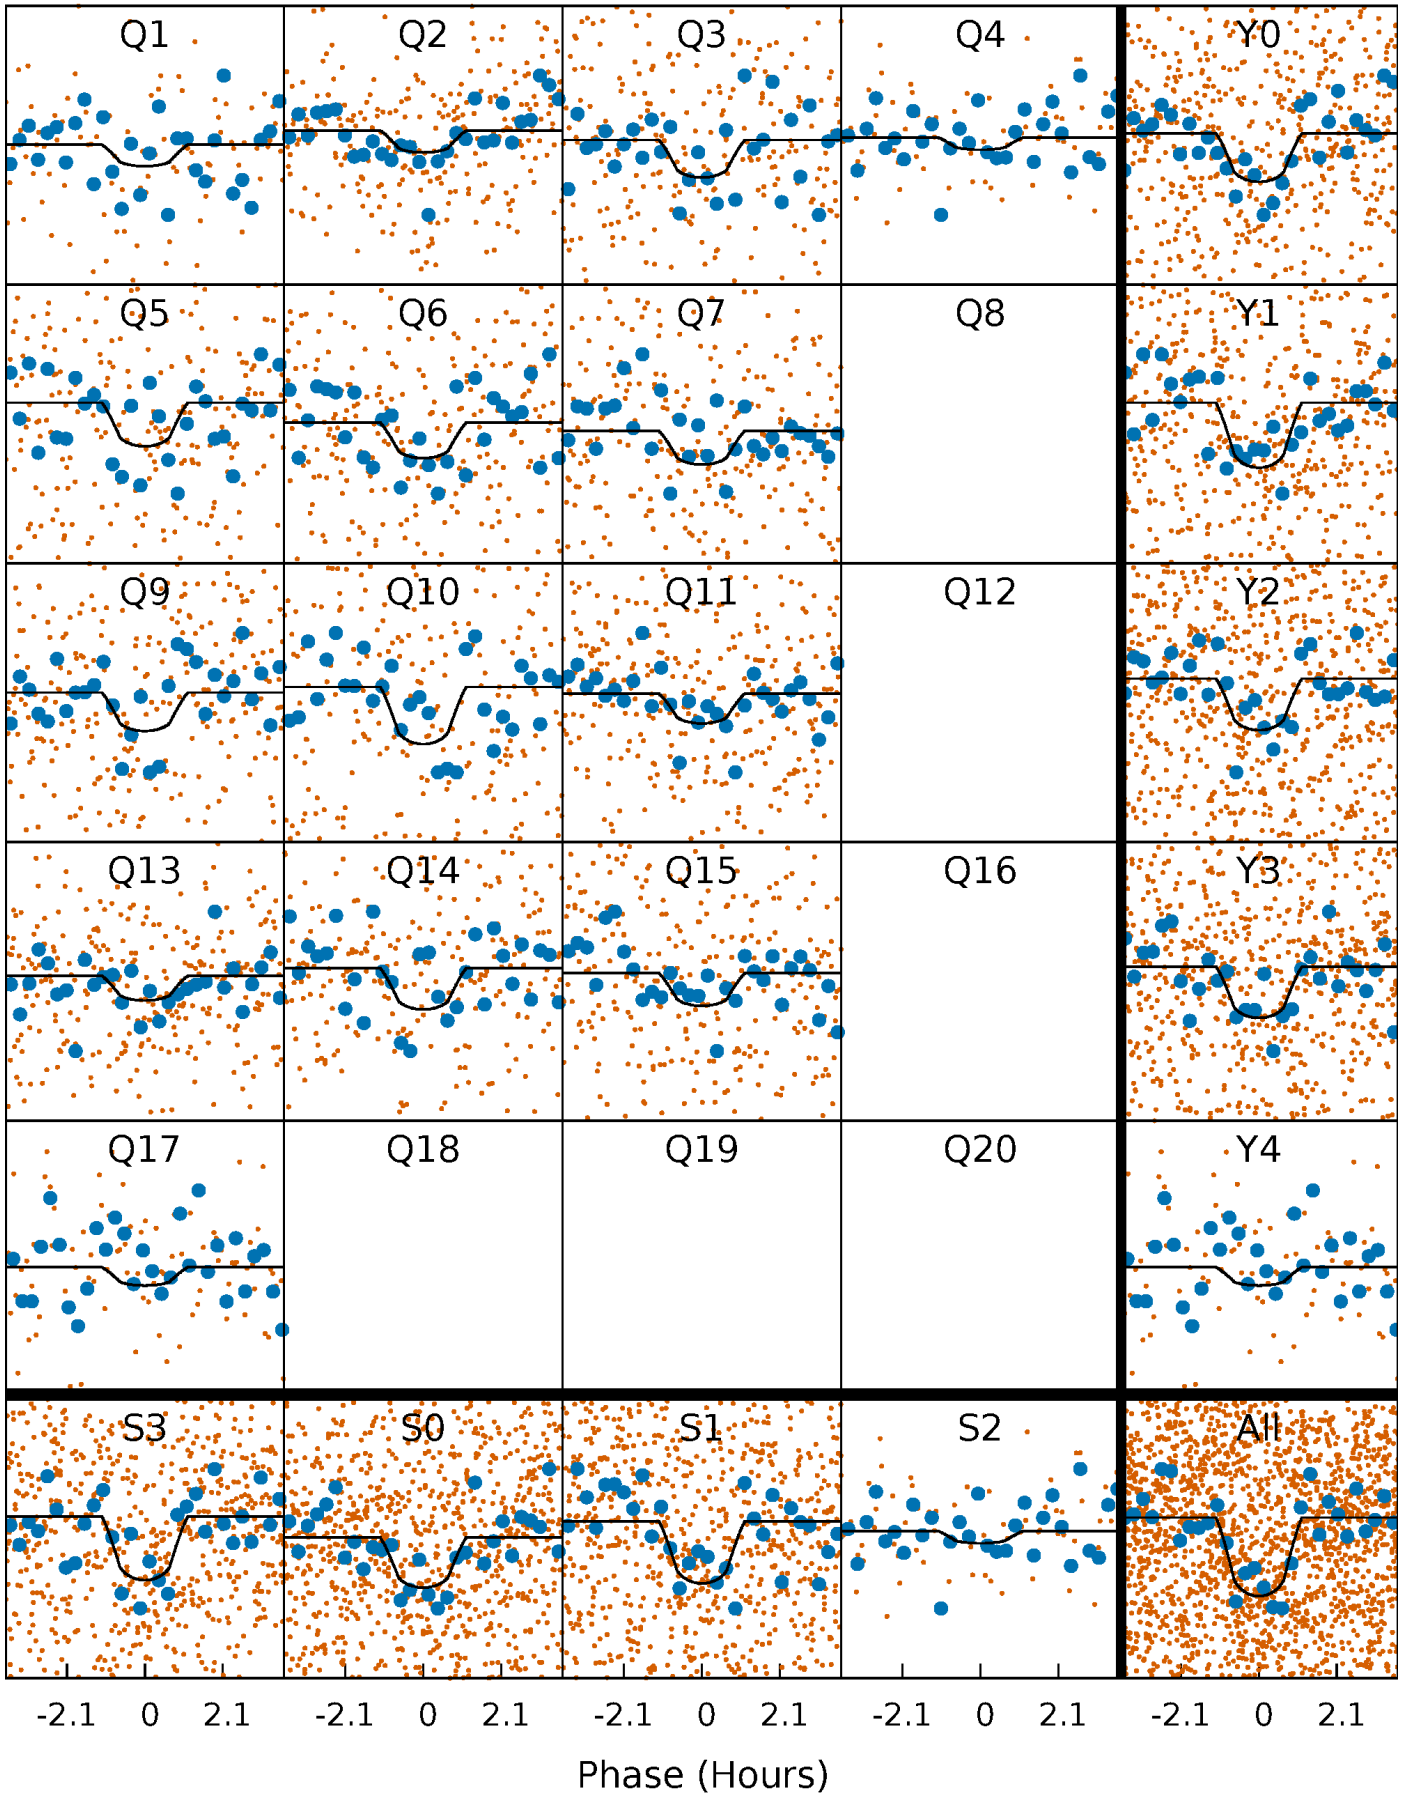 Q1 Q2 Q3 Q4 Y0
Q5 Q6 Q7 Q8 Y1
Q9 Q10 Q11 Q12 Y2
Q13 Q14 Q15 Q16 Y3
Q17 Q18 Q19 Q20 Y4
S3 S0 S1 S2 All
-2.1 0 2.1 -2.1 0 2.1 -2.1 0 2.1 -2.1 0 2.1 -2.1 0 2.1
Phase (Hours)